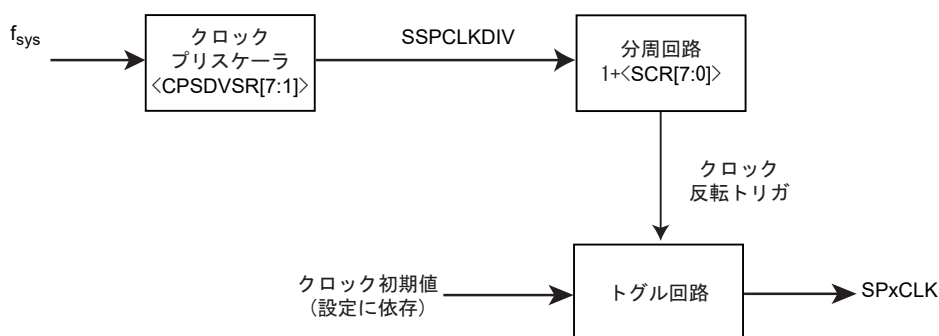 fsys
クロック
プリスケーラ
<CPSDVSR[7:1]>
SSPCLKDIV
分周回路
1+<SCR[7:0]>
クロック
反転トリガ
クロック初期値
(設定に依存)
トグル回路
SPxCLK